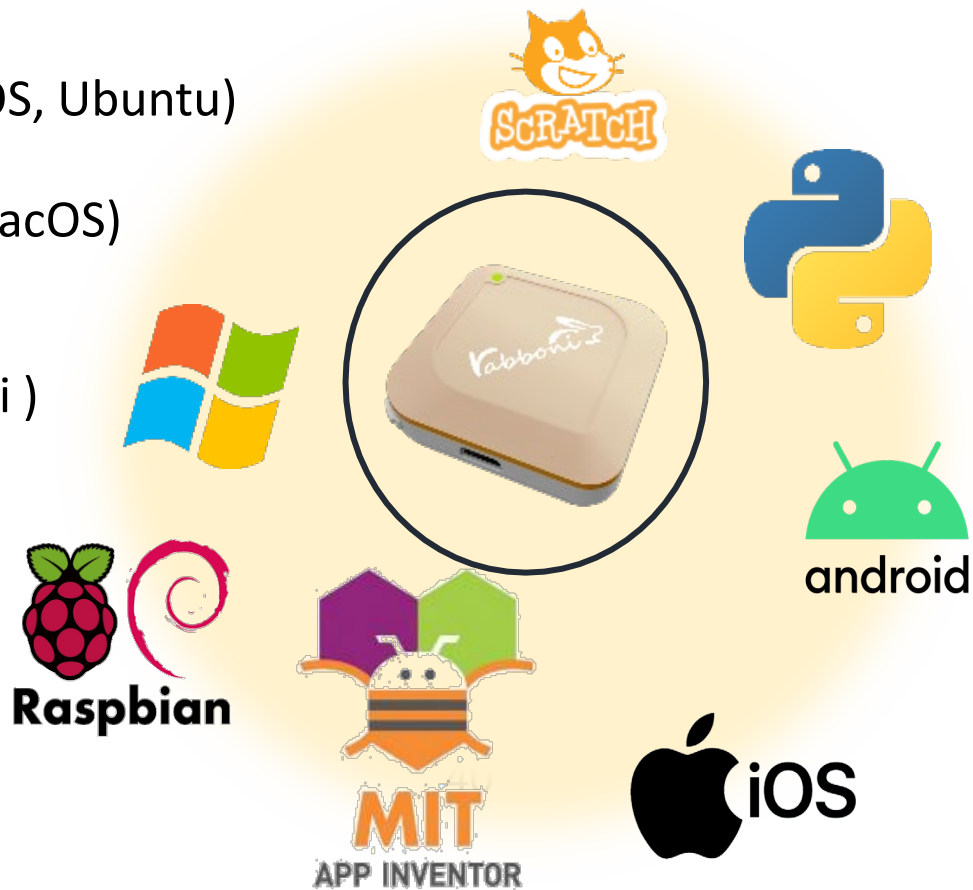 OS, Ubuntu)
SCRATCH
acOS)
rabboni
i )
android
Raspbian
iOS
MIT
APP INVENTOR